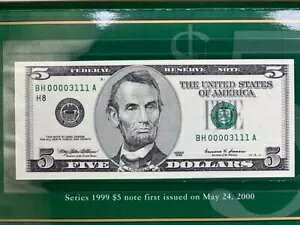 FEDERAL RESERVE NOTE
5
5
THE UNITED STATES
OF AMERICA
BH 00003111 A
H8
BH 00003111 A
5
FIVE DOLLARS
5
Series 1999 $5 note first issued on May 24, 2000